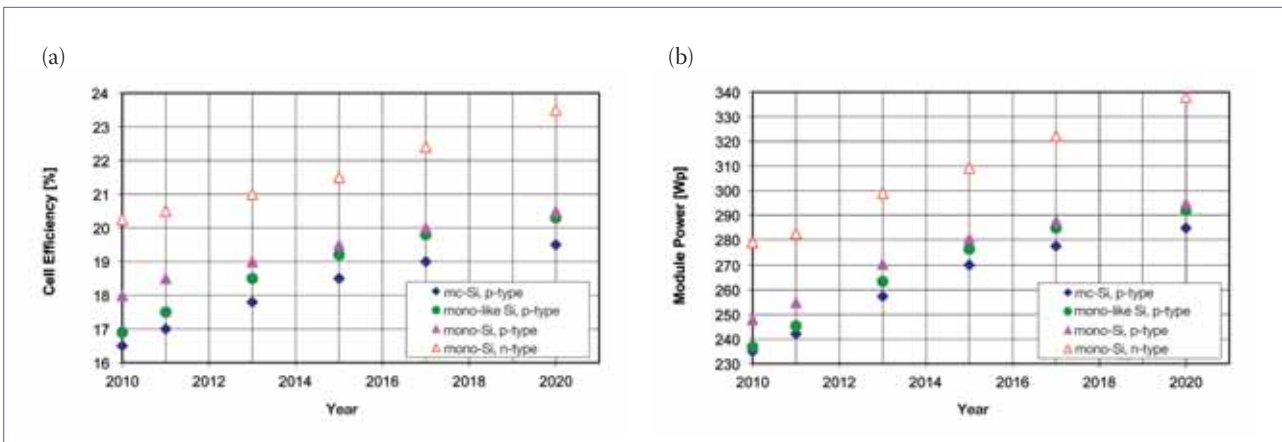 (a)
24
23
22
21
20
19
18
17
16
Cell Efficiency [%]
mc-Si, p-type
mono-like Si, p-type
mono-Si, p-type
mono-Si, n-type
2010 2012 2014 2016 2018 2020
Year
(b)
340
330
320
310
300
290
280
270
260
250
240
230
Module Power [Wp]
mc-Si, p-type
mono-like Si, p-type
mono-Si, p-type
mono-Si, n-type
2010 2012 2014 2016 2018 2020
Year